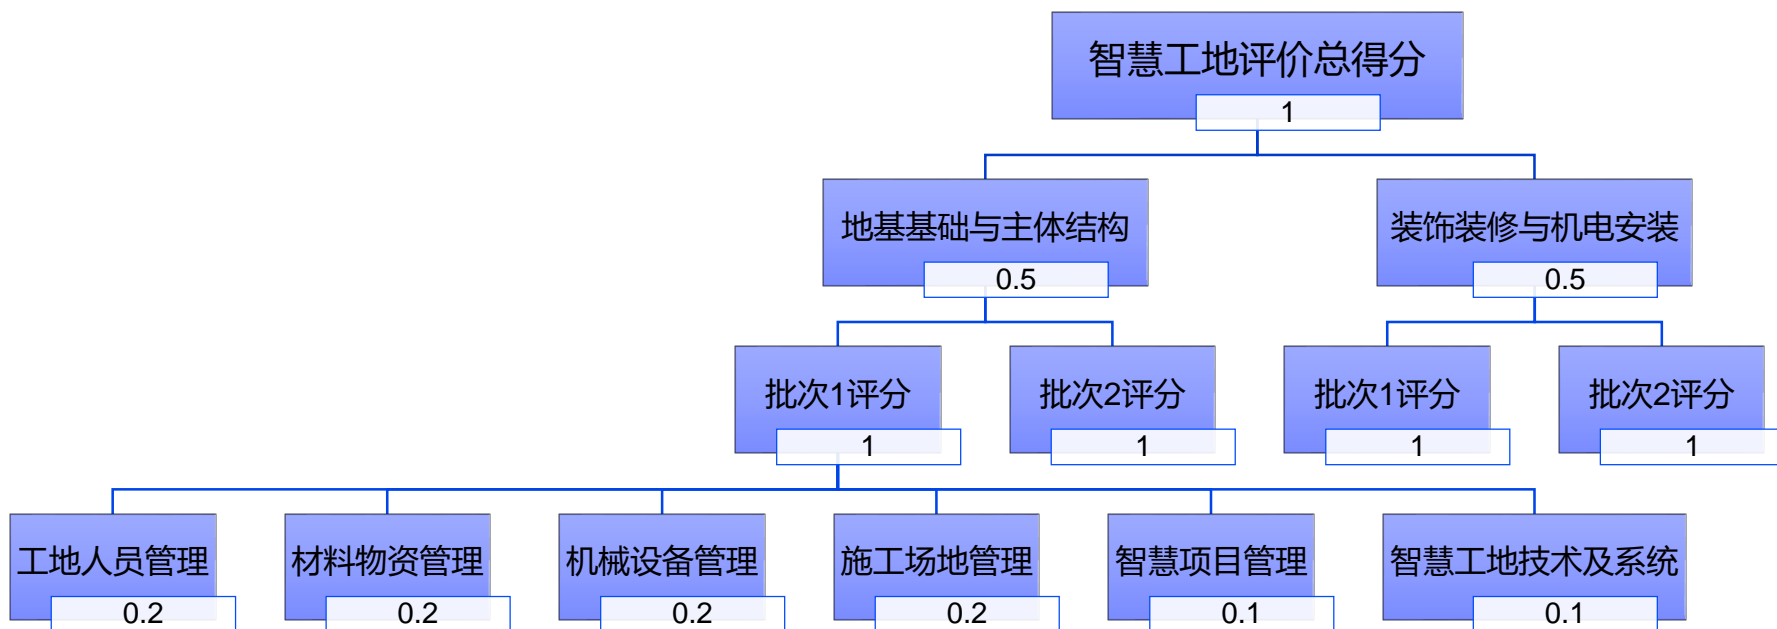 智慧工地评价总得分
1
地基基础与主体结构
0.5
装饰装修与机电安装
0.5
批次1评分
1
批次2评分
1
批次1评分
1
批次2评分
1
工地人员管理
0.2
材料物资管理
0.2
机械设备管理
0.2
施工场地管理
0.2
智慧项目管理
0.1
智慧工地技术及系统
0.1